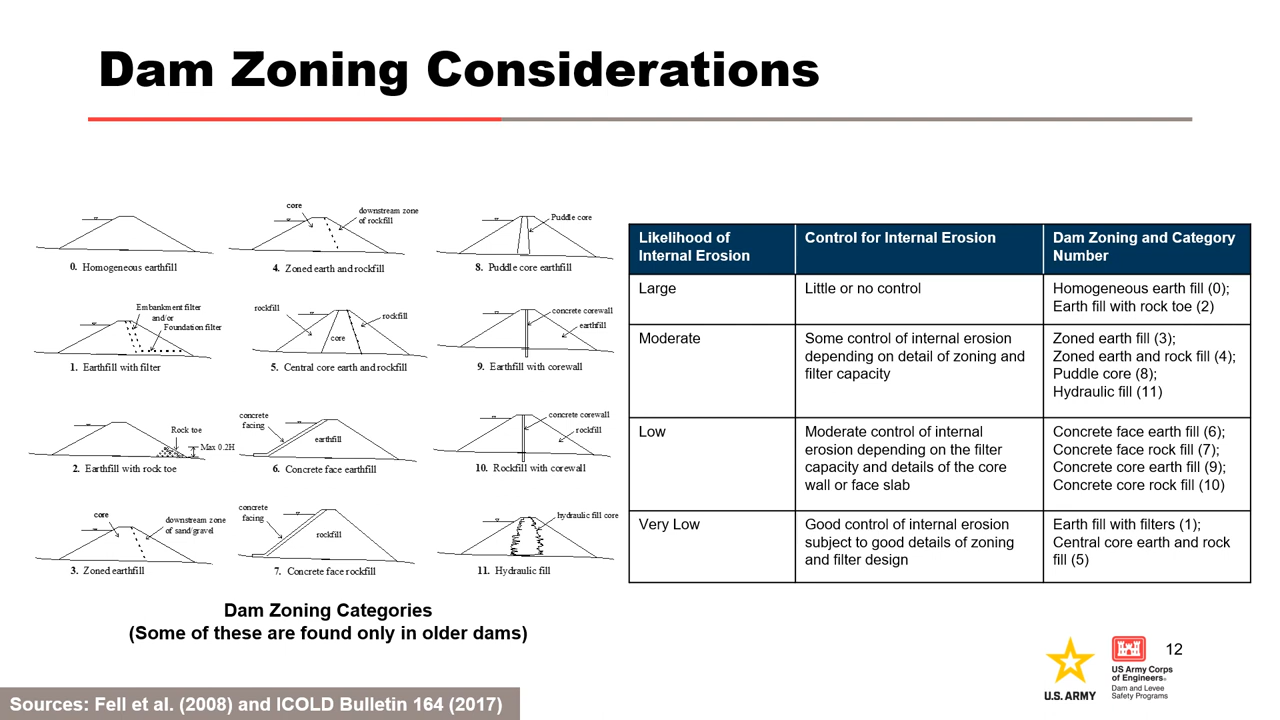 Dam Zoning Considerations
0. Homogeneous earthfill
core
downstream zone
of rockfill
4. Zoned earth and rockfill
Puddle core
8. Puddle core earthfill
Embankment filter
and/or
Foundation filter
1. Earthfill with filter
rockfill
rockfill
core
5. Central core earth and rockfill
concrete corewall
earthfill
9. Earthfill with corewall
Rock toe
Max 0.2H
2. Earthfill with rock toe
concrete
facing
earthfill
6. Concrete face earthfill
concrete corewall
rockfill
10. Rockfill with corewall
core
downstream zone
of sand/gravel
3. Zoned earthfill
concrete
facing
rockfill
7. Concrete face rockfill
hydraulic fill core
11. Hydraulic fill
Dam Zoning Categories
(Some of these are found only in older dams)
Likelihood of
Internal Erosion
Control for Internal Erosion
Dam Zoning and Category
Number
Large
Little or no control
Homogeneous earth fill (0);
Earth fill with rock toe (2)
Moderate
Some control of internal erosion
depending on detail of zoning and
filter capacity
Zoned earth fill (3);
Zoned earth and rock fill (4);
Puddle core (8);
Hydraulic fill (11)
Low
Moderate control of internal
erosion depending on the filter
capacity and details of the core
wall or face slab
Concrete face earth fill (6);
Concrete face rock fill (7);
Concrete core earth fill (9);
Concrete core rock fill (10)
Very Low
Good control of internal erosion
subject to good details of zoning
and filter design
Earth fill with filters (1);
Central core earth and rock
fill (5)
12
U.S. ARMY
US Army Corps
of Engineers®
Dam and Levee
Safety Programs
Sources: Fell et al. (2008) and ICOLD Bulletin 164 (2017)